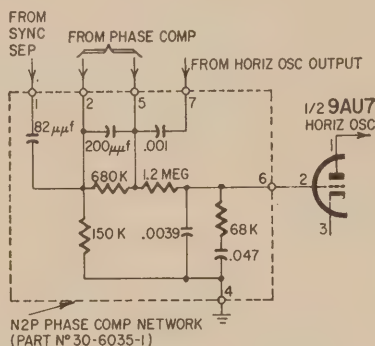 FROM
SYNC
SEP
FROM PHASE COMP
FROM HORIZ OSC OUTPUT
1
2
5
7
82µµf
200µµf
.001
1/2 9AU7
HORIZ OSC
1
680K
1.2 MEG
6
2
150 K
.0039
68K
3
.047
4
N2P PHASE COMP NETWORK
(PART Nº 30-6035-1)